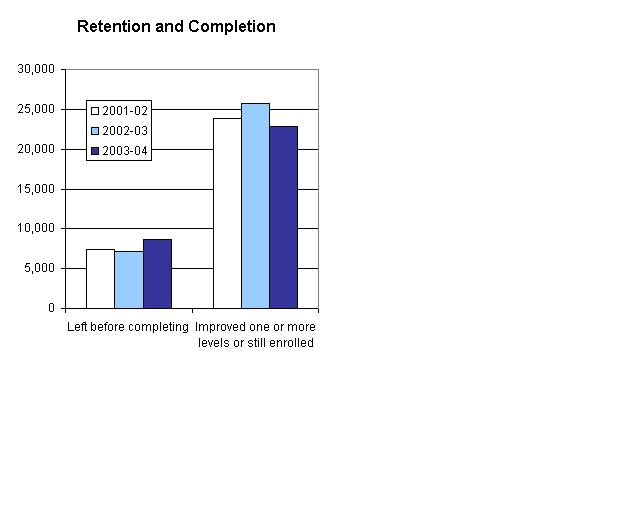 Retention and Completion
30,000
25,000
20,000
15,000
10,000
5,000
0
2001-02
2002-03
2003-04
Left before completing
Improved one or more
levels or still enrolled